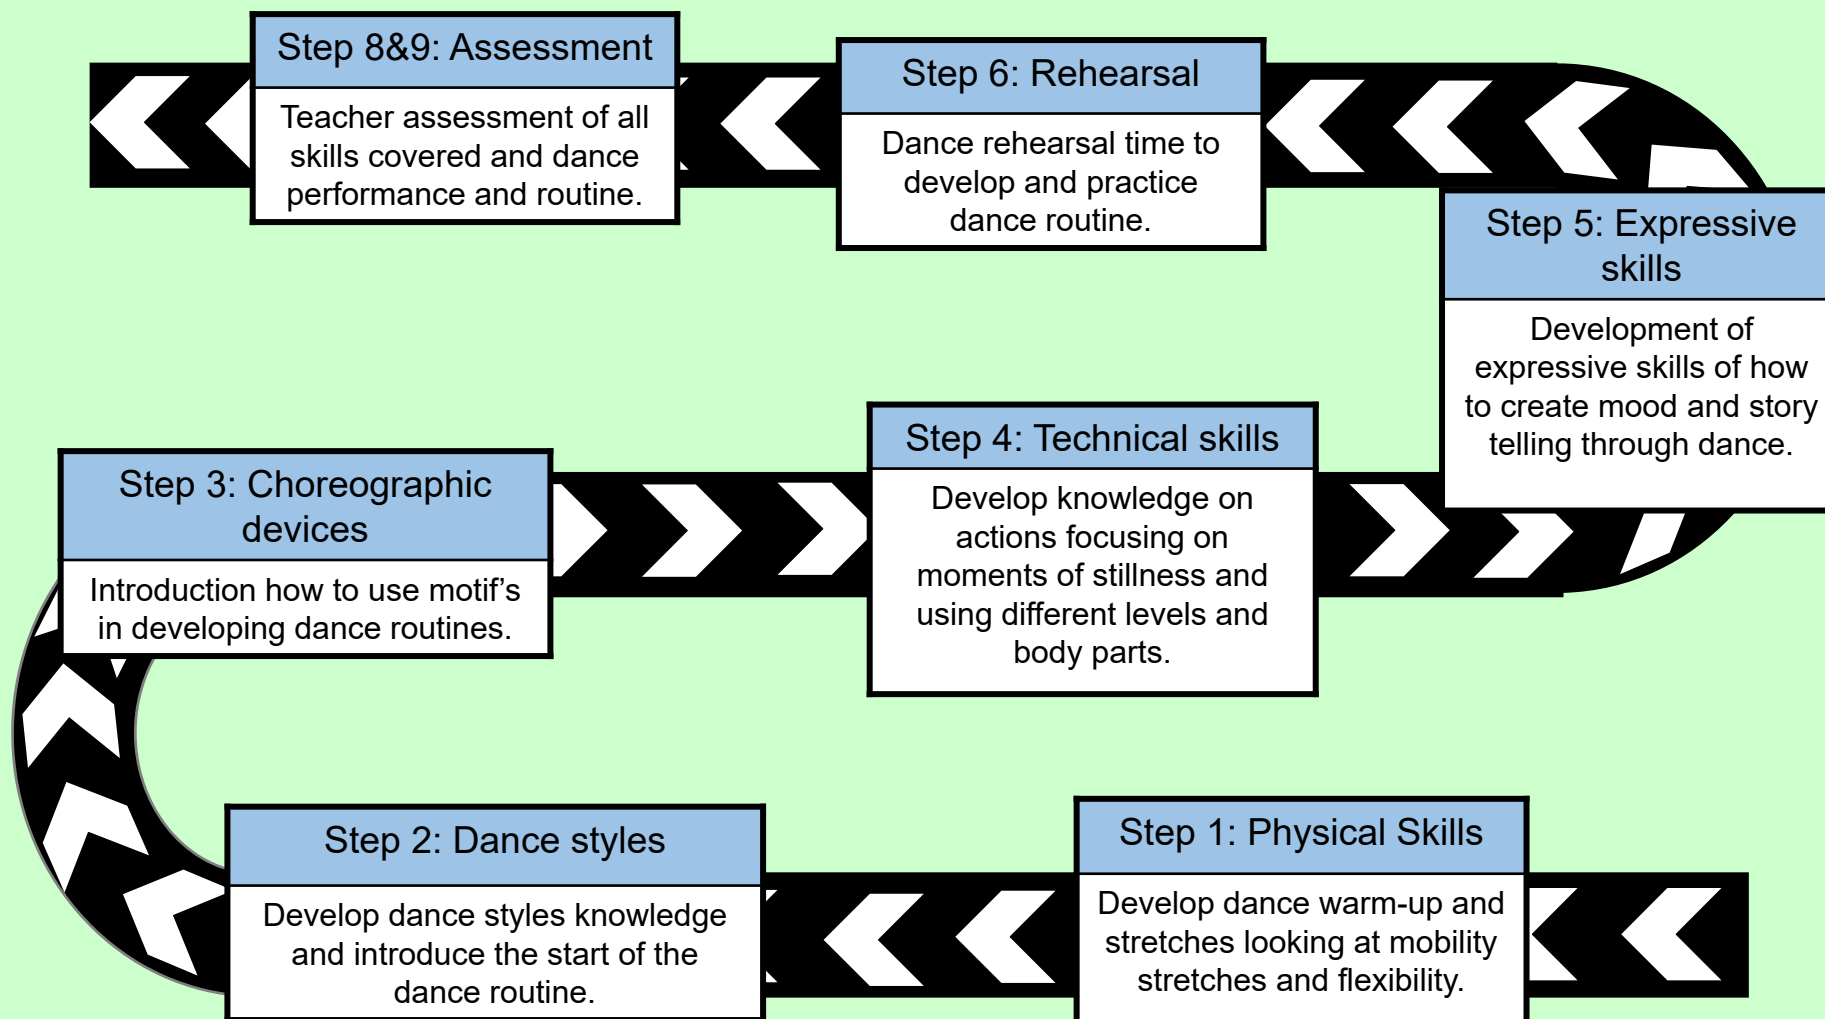 Step 8&9: Assessment
Teacher assessment of all
skills covered and dance
performance and routine.
Step 6: Rehearsal
Dance rehearsal time to
develop and practice
dance routine.
Step 5: Expressive
skills
Development of
expressive skills of how
to create mood and story
telling through dance.
Step 4: Technical skills
Develop knowledge on
actions focusing on
moments of stillness and
using different levels and
body parts.
Step 3: Choreographic
devices
Introduction how to use motif’s
in developing dance routines.
Step 2: Dance styles
Develop dance styles knowledge
and introduce the start of the
dance routine.
Step 1: Physical Skills
Develop dance warm-up and
stretches looking at mobility
stretches and flexibility.